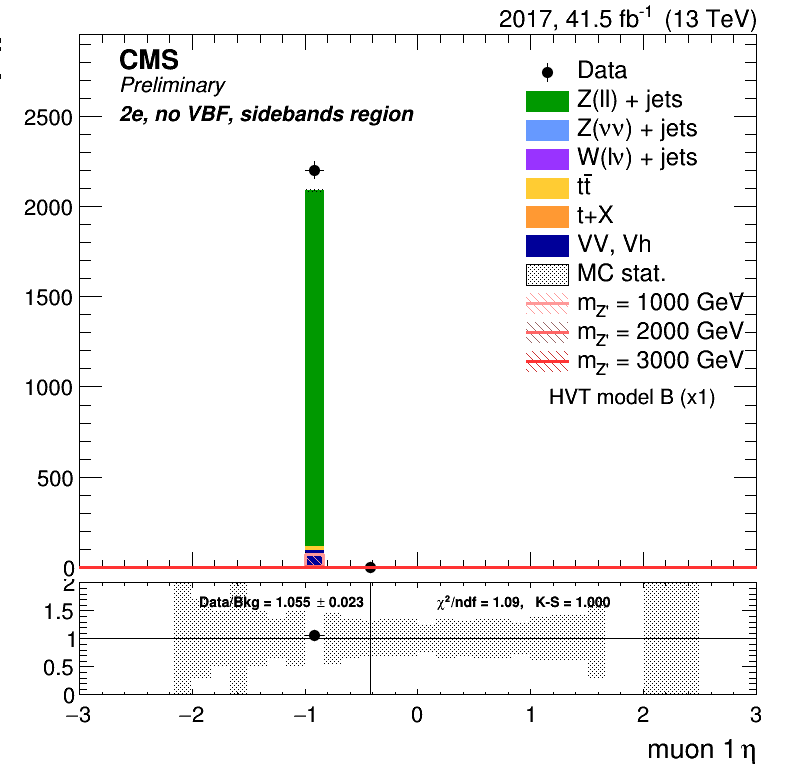 2017, 41.5 fb⁻¹ (13 TeV)
CMS
Preliminary
2e, no VBF, sidebands region
Data
Z(ll) + jets
Z(νν) + jets
W(lν) + jets
tt̄
t+X
VV, Vh
MC stat.
m_Z' = 1000 GeV
m_Z' = 2000 GeV
m_Z' = 3000 GeV
HVT model B (x1)
2500
2000
1500
1000
500
0
2
1.5
1
0.5
0
Data/Bkg = 1.055 ± 0.023
χ²/ndf = 1.09, K-S = 1.000
−3 −2 −1 0 1 2 3
muon 1 η